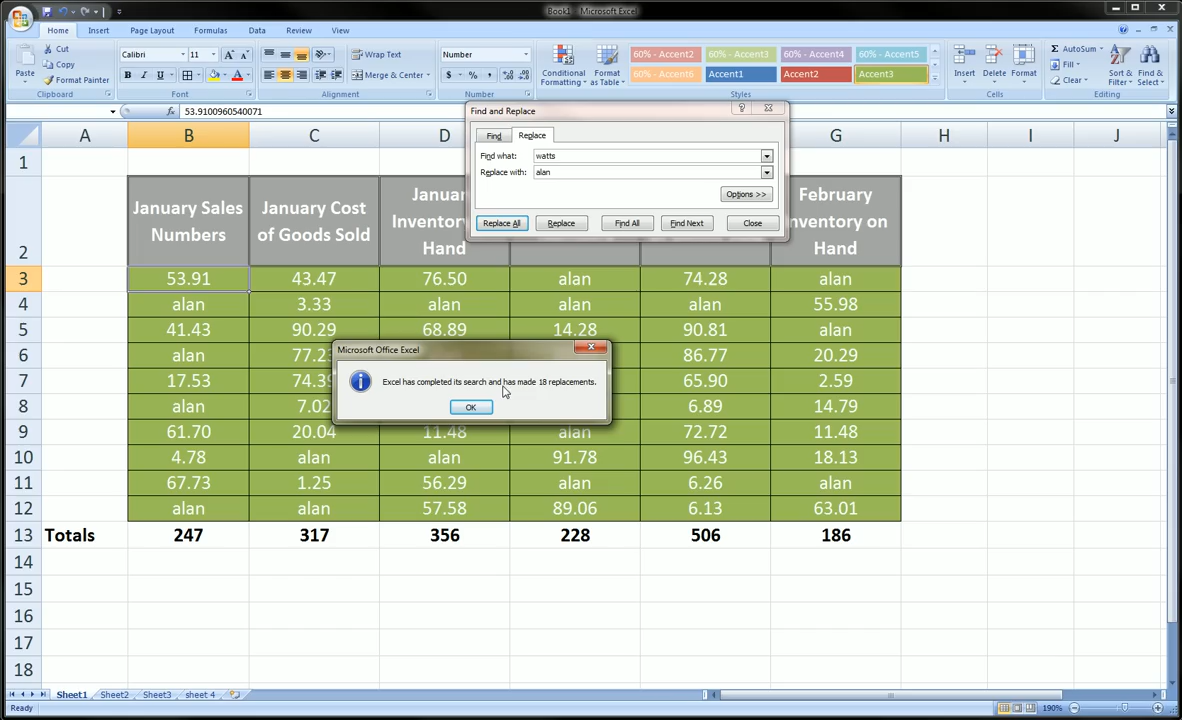 Book1 - Microsoft Excel
Home Insert Page Layout Formulas Data Review View
Cut
Copy
Format Painter
Paste
Clipboard
Calibri 11
B I U
Font
Wrap Text
Merge & Center
Alignment
Number
$ % ,
Number
Conditional Formatting
Format as Table
60% - Accent2 60% - Accent3 60% - Accent4 60% - Accent5
60% - Accent6 Accent1 Accent2 Accent3
Styles
Insert Delete Format
Cells
AutoSum
Fill
Clear
Sort & Filter
Find & Select
Editing
fx 53.9100960540071
Find and Replace
Find Replace
Find what: watts
Replace with: alan
Options >>
Replace All Replace Find All Find Next Close
A B C D G H I J
1
2 January Sales Numbers January Cost of Goods Sold January Inventory Hand February Inventory on Hand
3 53.91 43.47 76.50 alan 74.28 alan
4 alan 3.33 alan alan alan 55.98
5 41.43 90.29 68.89 14.28 90.81 alan
6 alan 77.2 86.77 20.29
7 17.53 74.39 65.90 2.59
8 alan 7.02 6.89 14.79
9 61.70 20.04 11.48 alan 72.72 11.48
10 4.78 alan alan 91.78 96.43 18.13
11 67.73 1.25 56.29 alan 6.26 alan
12 alan alan 57.58 89.06 6.13 63.01
13 Totals 247 317 356 228 506 186
14
15
16
17
18
Microsoft Office Excel
Excel has completed its search and has made 18 replacements.
OK
Sheet1 Sheet2 Sheet3 sheet 4
Ready 190%